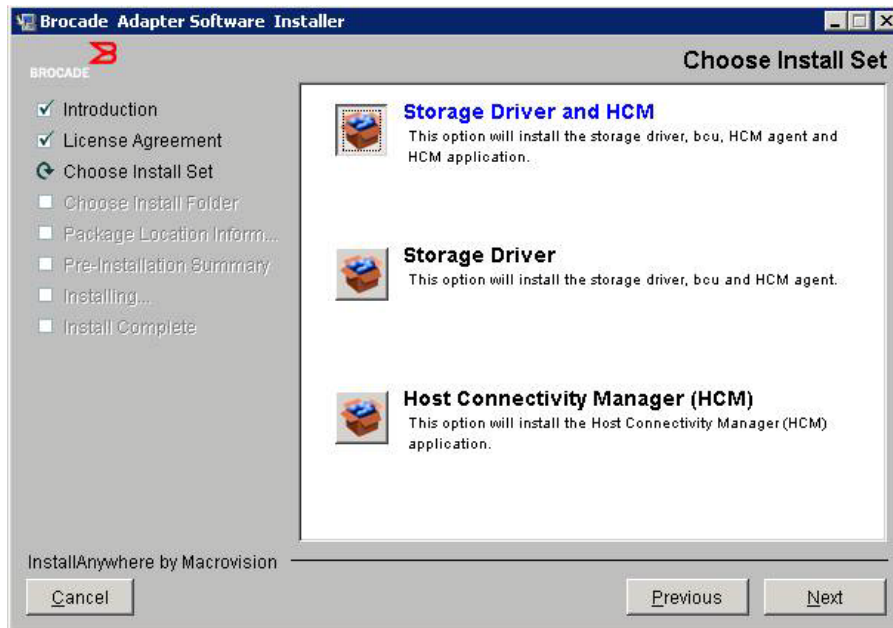 Brocade Adapter Software Installer
BROCADE
Choose Install Set
Introduction
License Agreement
Choose Install Set
Choose Install Folder
Package Location Inform...
Pre-Installation Summary
Installing...
Install Complete
Storage Driver and HCM
This option will install the storage driver, bcu, HCM agent and
HCM application.
Storage Driver
This option will install the storage driver, bcu and HCM agent.
Host Connectivity Manager (HCM)
This option will install the Host Connectivity Manager (HCM)
application.
InstallAnywhere by Macrovision
Cancel
Previous
Next